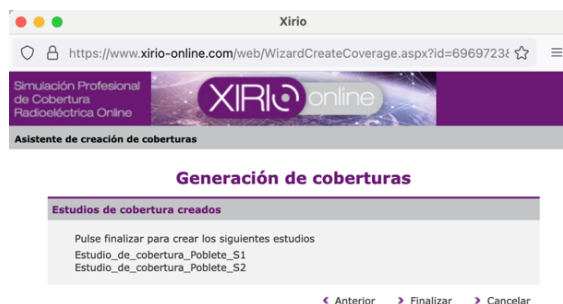 Xirio
https://www.xirio-online.com/web/WizardCreateCoverage.aspx?id=6969723
Simulación Profesional
de Cobertura
Radioeléctrica Online
XIRIO online
Asistente de creación de coberturas
Generación de coberturas
Estudios de cobertura creados
Pulse finalizar para crear los siguientes estudios
Estudio_de_cobertura_Poblete_S1
Estudio_de_cobertura_Poblete_S2
Anterior Finalizar Cancelar